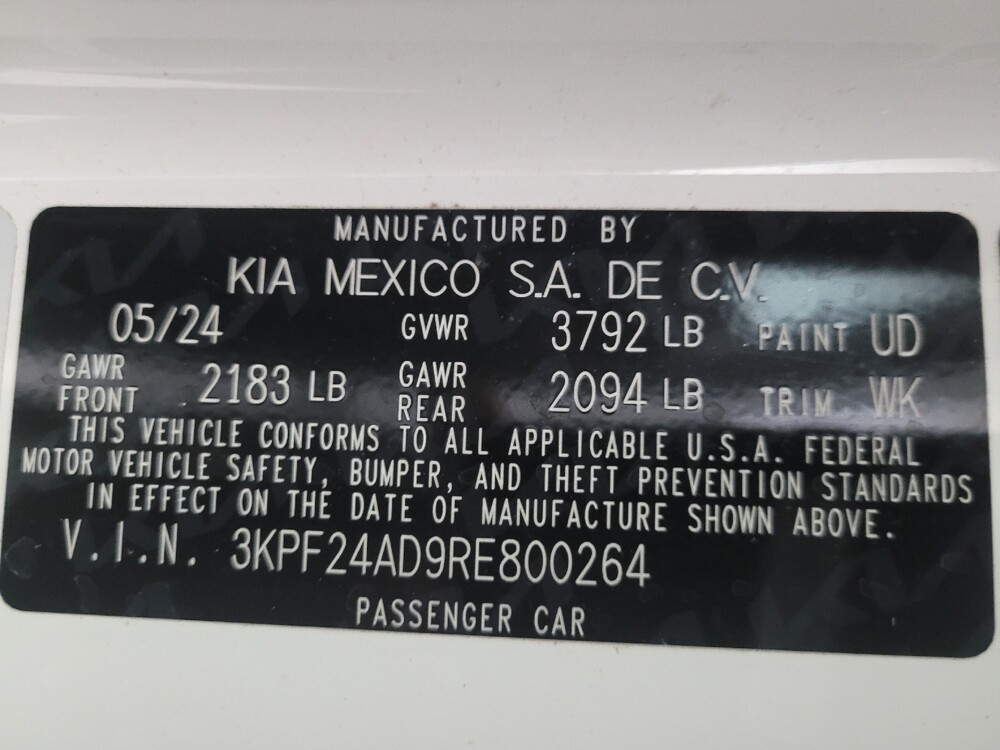 MANUFACTURED BY
KIA MEXICO S.A. DE C.V.
05/24 GVWR 3792 LB PAINT UD
GAWR FRONT 2183 LB GAWR REAR 2094 LB TRIM WK
THIS VEHICLE CONFORMS TO ALL APPLICABLE U.S.A. FEDERAL
MOTOR VEHICLE SAFETY, BUMPER, AND THEFT PREVENTION STANDARDS
IN EFFECT ON THE DATE OF MANUFACTURE SHOWN ABOVE.
V.I.N. 3KPF24AD9RE800264
PASSENGER CAR